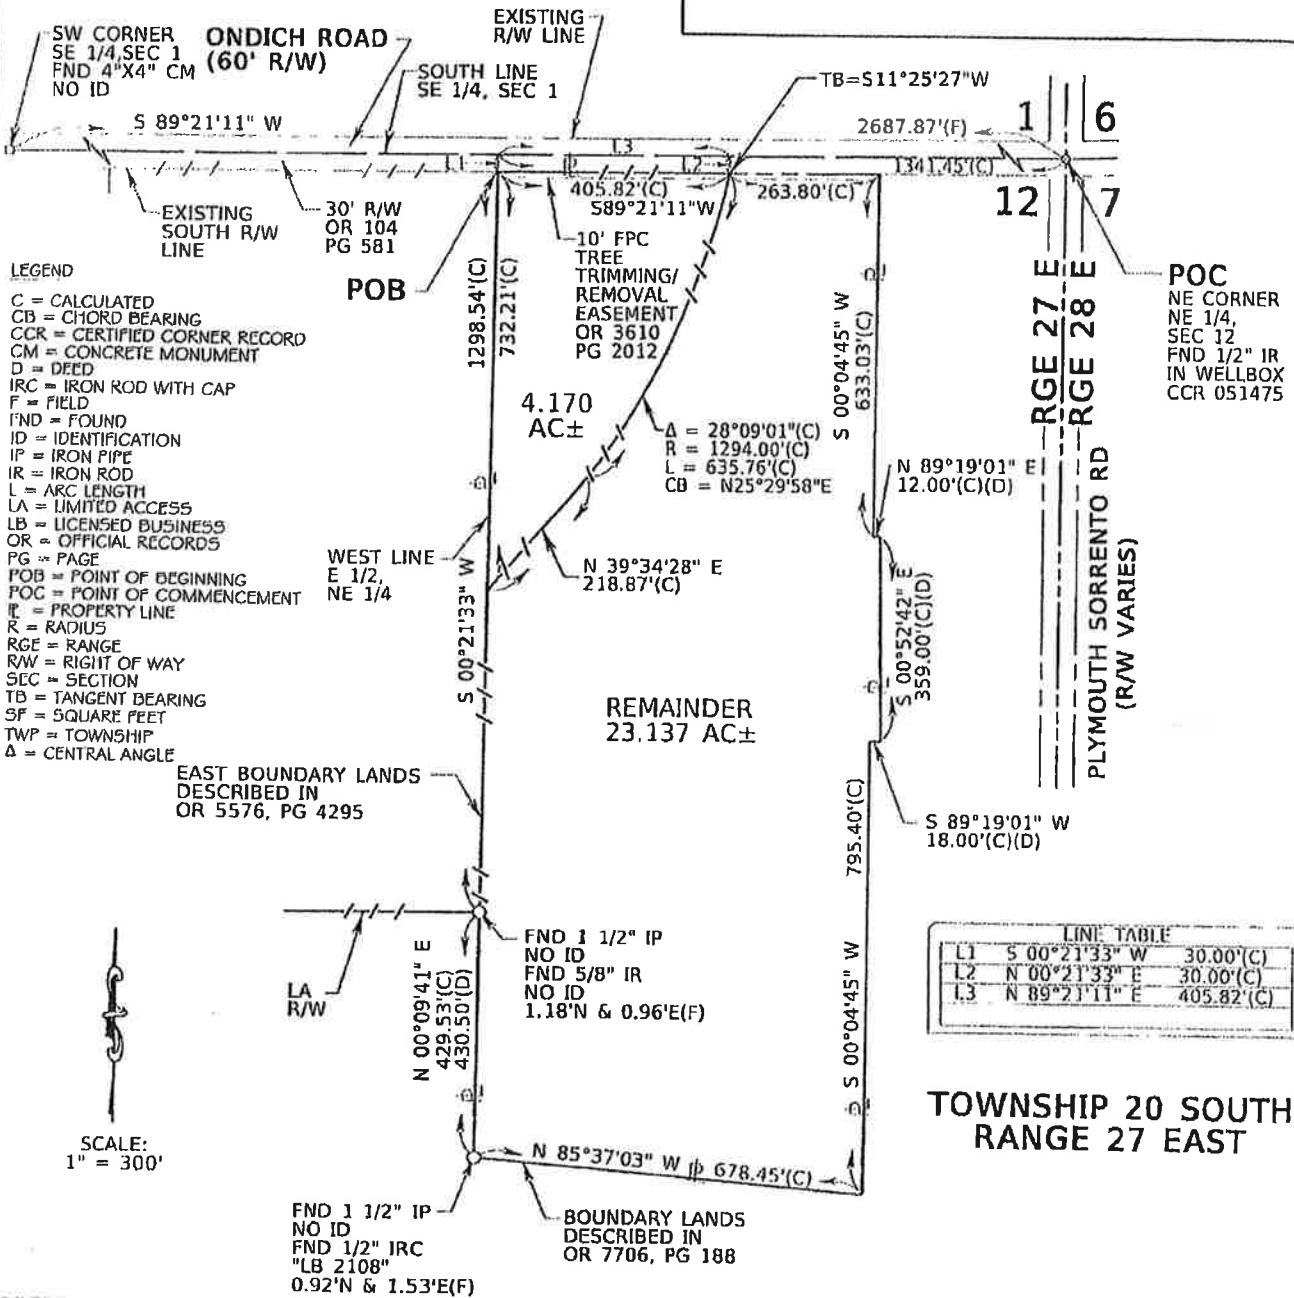 SW CORNER
SE 1/4, SEC 1
FND 4"X4" CM
NO ID
ONDICH ROAD
(60' R/W)
EXISTING
R/W LINE
SOUTH LINE
SE 1/4, SEC 1
TB=S11°25'27"W
S 89°21'11" W
2687.87'(F)
1
6
12
7
L1
L3
L2
1341.45'(C)
405.82'(C)
S89°21'11"W
263.80'(C)
EXISTING
SOUTH R/W
LINE
30' R/W
OR 104
PG 581
POB
10' FPC
TREE
TRIMMING/
REMOVAL
EASEMENT
OR 3610
PG 2012
1298.54'(C)
732.21'(C)
POC
NE CORNER
NE 1/4,
SEC 12
FND 1/2" IR
IN WELLBOX
CCR 051475
RGE 27 E
RGE 28 E
LEGEND
C = CALCULATED
CB = CHORD BEARING
CCR = CERTIFIED CORNER RECORD
CM = CONCRETE MONUMENT
D = DEED
IRC = IRON ROD WITH CAP
F = FIELD
FND = FOUND
ID = IDENTIFICATION
IP = IRON PIPE
IR = IRON ROD
L = ARC LENGTH
LA = LIMITED ACCESS
LB = LICENSED BUSINESS
OR = OFFICIAL RECORDS
PG = PAGE
POB = POINT OF BEGINNING
POC = POINT OF COMMENCEMENT
PL = PROPERTY LINE
R = RADIUS
RGE = RANGE
R/W = RIGHT OF WAY
SEC = SECTION
TB = TANGENT BEARING
SF = SQUARE FEET
TWP = TOWNSHIP
Δ = CENTRAL ANGLE
4.170
AC±
Δ = 28°09'01"(C)
R = 1294.00'(C)
L = 635.76'(C)
CB = N25°29'58"E
S 00°04'45" W
633.03'(C)
N 89°19'01" E
12.00'(C)(D)
WEST LINE
E 1/2,
NE 1/4
S 00°21'33" W
N 39°34'28" E
218.87'(C)
S 00°52'42" E
359.00'(C)(D)
PLYMOUTH SORRENTO RD
(R/W VARIES)
REMAINDER
23.137 AC±
EAST BOUNDARY LANDS
DESCRIBED IN
OR 5576, PG 4295
795.40'(C)
S 00°04'45" W
S 89°19'01" W
18.00'(C)(D)
FND 1 1/2" IP
NO ID
FND 5/8" IR
NO ID
1.18'N & 0.96'E(F)
LA
R/W
N 00°09'41" E
429.53'(C)
430.50'(D)
LINE TABLE
L1 S 00°21'33" W 30.00'(C)
L2 N 00°21'33" E 30.00'(C)
L3 N 89°21'11" E 405.82'(C)
TOWNSHIP 20 SOUTH
RANGE 27 EAST
SCALE:
1" = 300'
N 85°37'03" W
678.45'(C)
FND 1 1/2" IP
NO ID
FND 1/2" IRC
"LB 2108"
0.92'N & 1.53'E(F)
BOUNDARY LANDS
DESCRIBED IN
OR 7706, PG 188